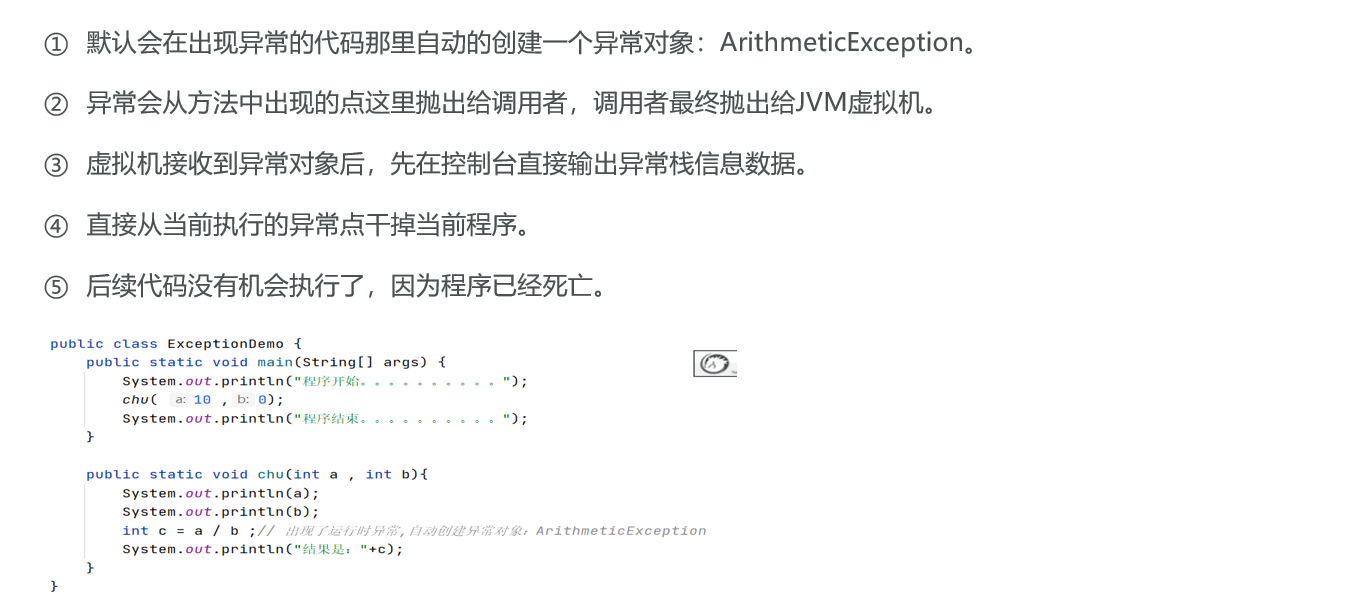 ① 默认会在出现异常的代码那里自动的创建一个异常对象：ArithmeticException。
② 异常会从方法中出现的点这里抛出给调用者，调用者最终抛出给JVM虚拟机。
③ 虚拟机接收到异常对象后，先在控制台直接输出异常栈信息数据。
④ 直接从当前执行的异常点干掉当前程序。
⑤ 后续代码没有机会执行了，因为程序已经死亡。
public class ExceptionDemo {
    public static void main(String[] args) {
        System.out.println("程序开始。。。。。。。。。。");
        chu( a: 10 , b: 0);
        System.out.println("程序结束。。。。。。。。。。");
    }
    public static void chu(int a , int b){
        System.out.println(a);
        System.out.println(b);
        int c = a / b ;// 出现了运行时异常,自动创建异常对象：ArithmeticException
        System.out.println("结果是："+c);
    }
}